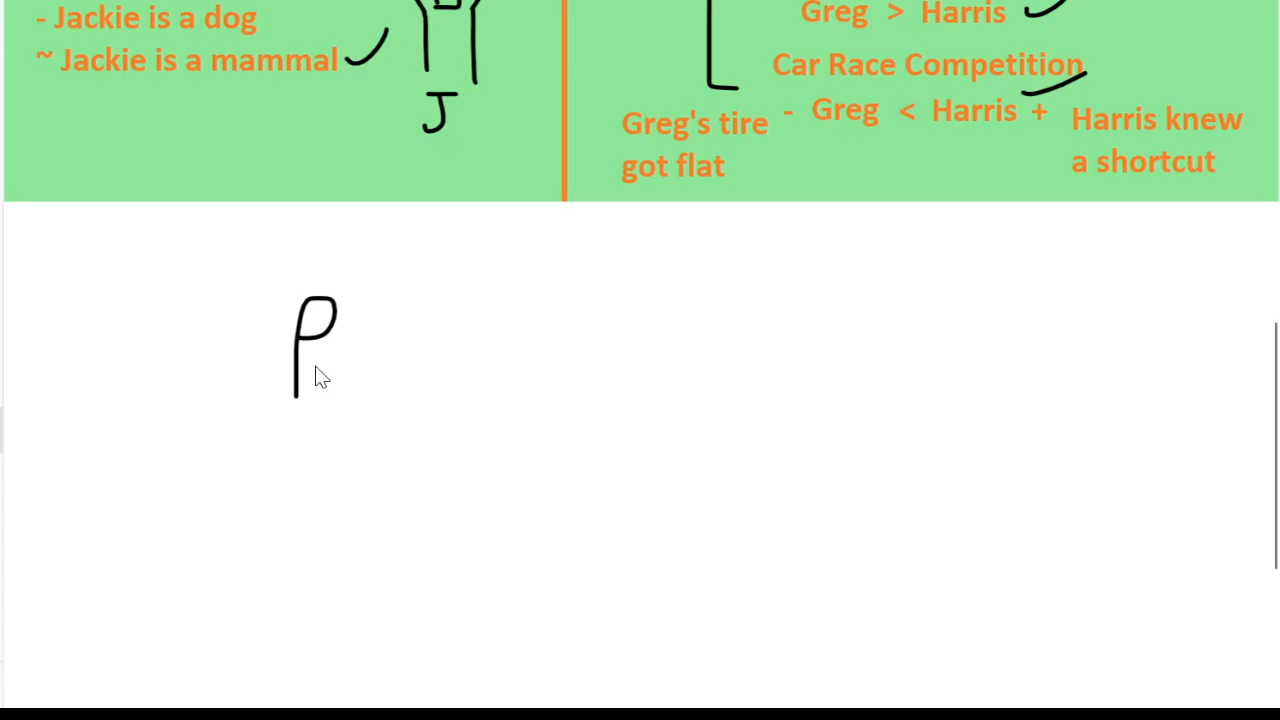 - Jackie is a dog
~ Jackie is a mammal
J
Greg > Harris
Car Race Competition
- Greg < Harris +
Greg's tire
got flat
Harris knew
a shortcut
P